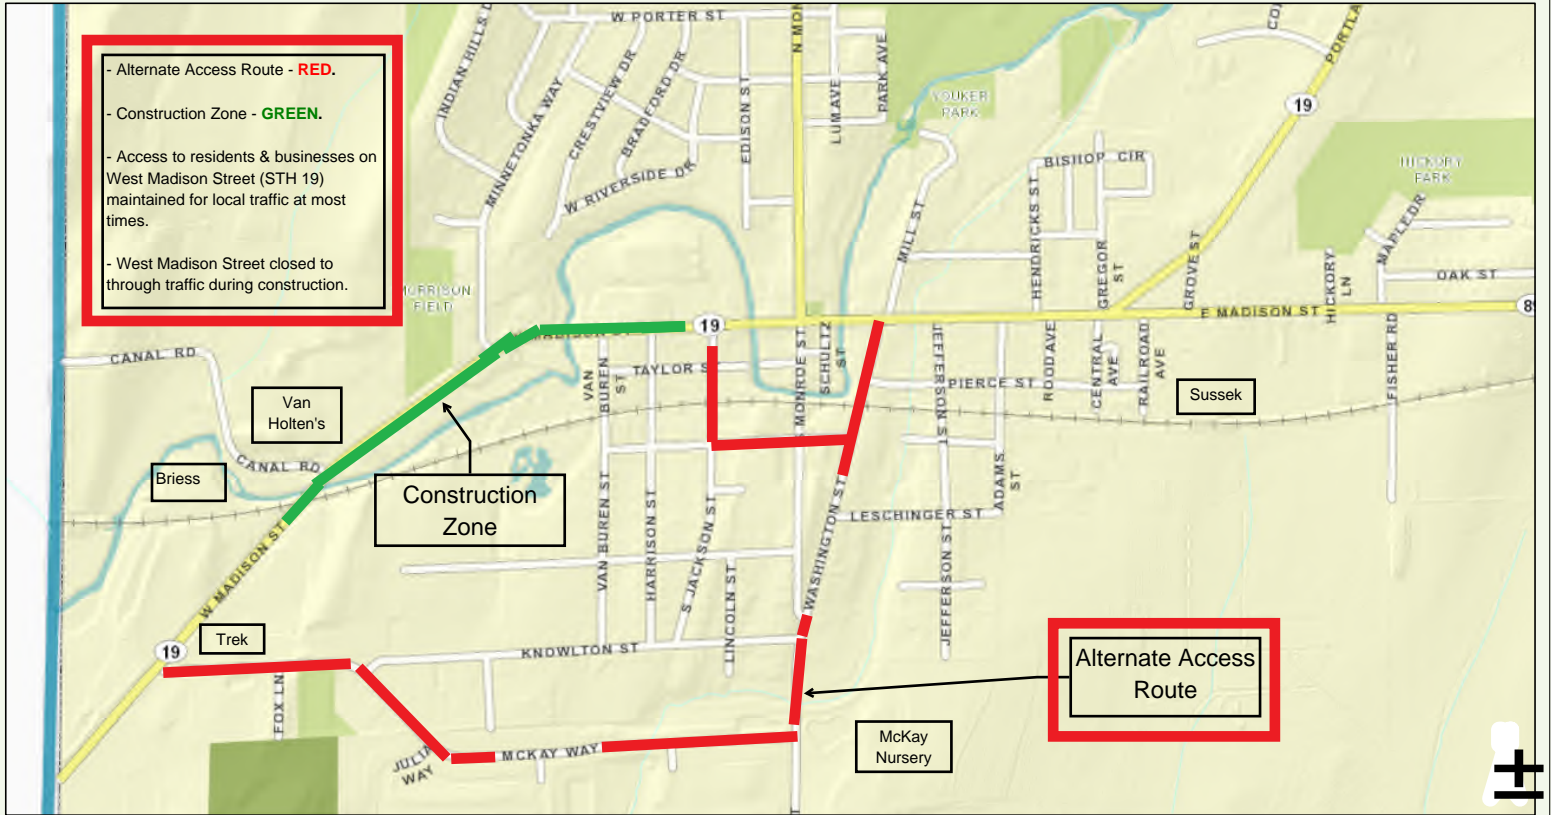 - Alternate Access Route - RED.
- Construction Zone - GREEN.
- Access to residents & businesses on
West Madison Street (STH 19)
maintained for local traffic at most
times.
- West Madison Street closed to
through traffic during construction.
W PORTER ST
INDIAN HILLS D
MINNETONKA WAY
CRESTVIEW DR
BRADFORD DR
EDISON ST
N MON
LUM AVE
PARK AVE
YOUKER
PARK
PORTLA
19
BISHOP CIR
HICKORY
PARK
W RIVERSIDE DR
MILL ST
HENDRICKS ST
GREGOR
ST
GROVE ST
HICKORY
LN
MAPLE DR
OAK ST
MORRISON
FIELD
19
E MADISON ST
89
CANAL RD
VAN
BUREN
ST
TAYLOR S
MONROE ST
SCHULTZ
ST
JEFFERSON ST
PIERCE ST
ROOD AVE
CENTRAL
AVE
RAILROAD
AVE
Sussek
FISHER RD
Van
Holten's
CANAL RD
Briess
Construction
Zone
VAN BUREN ST
HARRISON ST
S JACKSON ST
LINCOLN ST
WASHINGTON ST
LESCHINGER ST
ADAMS
ST
JEFFERSON ST
W MADISON ST
Trek
19
KNOWLTON ST
Alternate Access
Route
FOX LN
JULIA
WAY
MCKAY WAY
McKay
Nursery